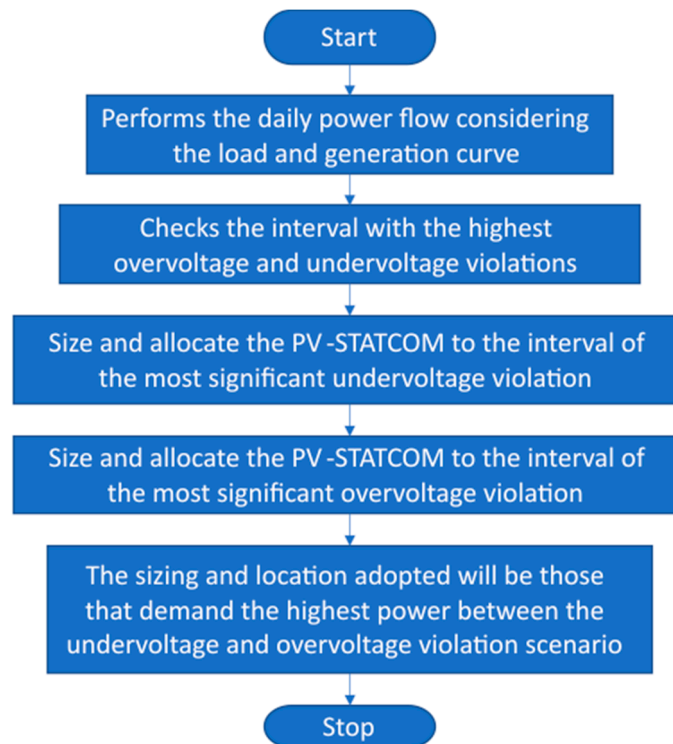 Start
Performs the daily power flow considering
the load and generation curve
Checks the interval with the highest
overvoltage and undervoltage violations
Size and allocate the PV-STATCOM to the interval of
the most significant undervoltage violation
Size and allocate the PV-STATCOM to the interval of
the most significant overvoltage violation
The sizing and location adopted will be those
that demand the highest power between the
undervoltage and overvoltage violation scenario
Stop